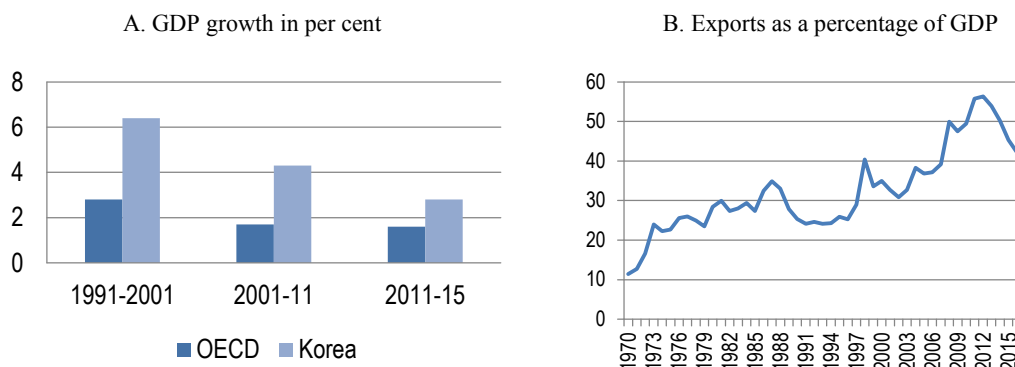 A. GDP growth in per cent
8
6
4
2
0
1991-2001 2001-11 2011-15
OECD Korea
B. Exports as a percentage of GDP
60
50
40
30
20
10
0
1970 1973 1976 1979 1982 1985 1988 1991 1994 1997 2000 2003 2006 2009 2012 2015